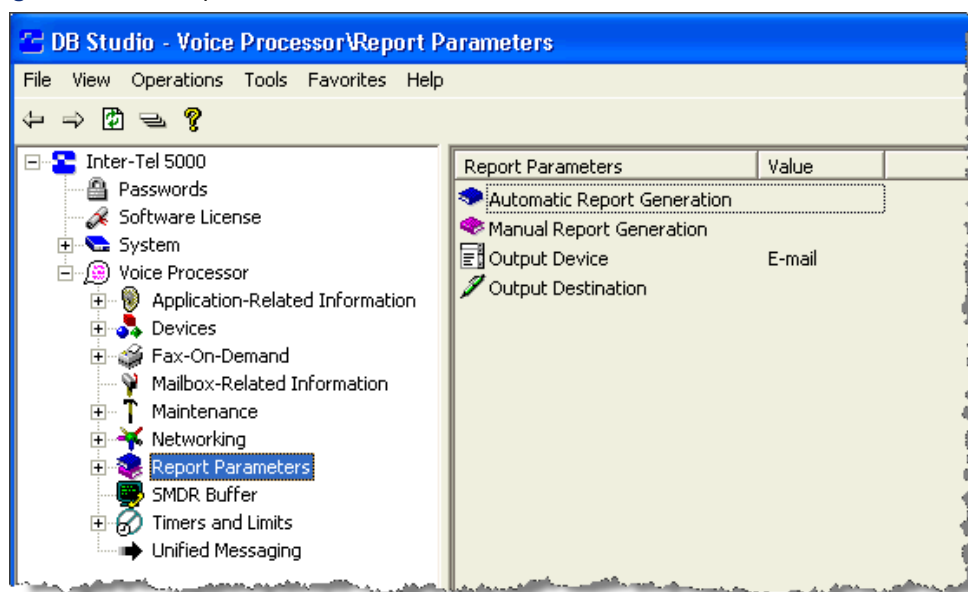 DB Studio - Voice Processor\Report Parameters
File View Operations Tools Favorites Help
Inter-Tel 5000
Passwords
Software License
System
Voice Processor
Application-Related Information
Devices
Fax-On-Demand
Mailbox-Related Information
Maintenance
Networking
Report Parameters
SMDR Buffer
Timers and Limits
Unified Messaging
Report Parameters Value
Automatic Report Generation
Manual Report Generation
Output Device E-mail
Output Destination